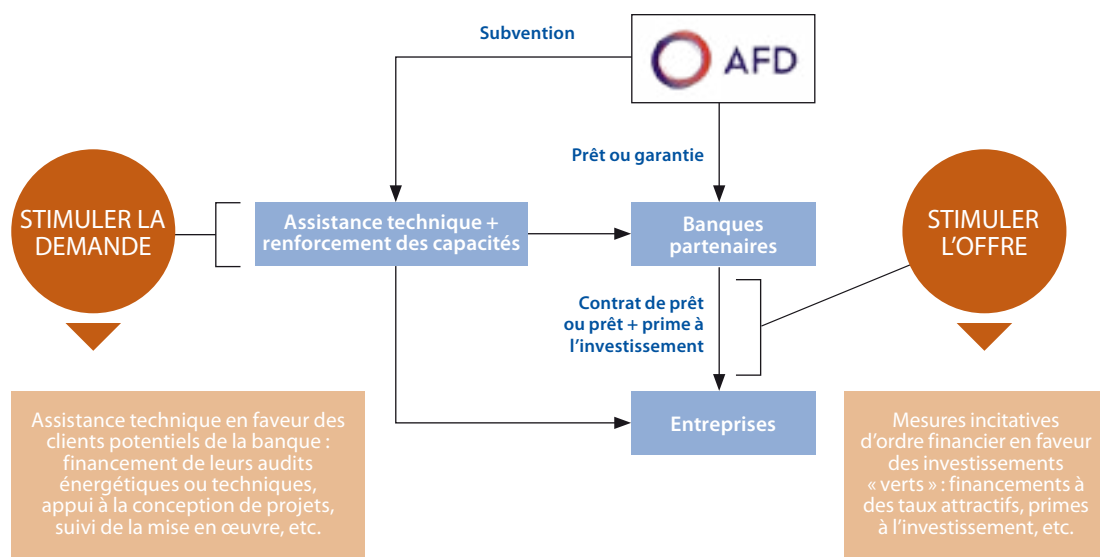 Subvention
AFD
Prêt ou garantie
STIMULER LA
DEMANDE
Assistance technique +
renforcement des capacités
Banques
partenaires
STIMULER
L’OFFRE
Contrat de prêt
ou prêt + prime à
l’investissement
Entreprises
Assistance technique en faveur des
clients potentiels de la banque :
financement de leurs audits
énergétiques ou techniques,
appui à la conception de projets,
suivi de la mise en œuvre, etc.
Mesures incitatives
d’ordre financier en faveur
des investissements
« verts » : financements à
des taux attractifs, primes
à l’investissement, etc.